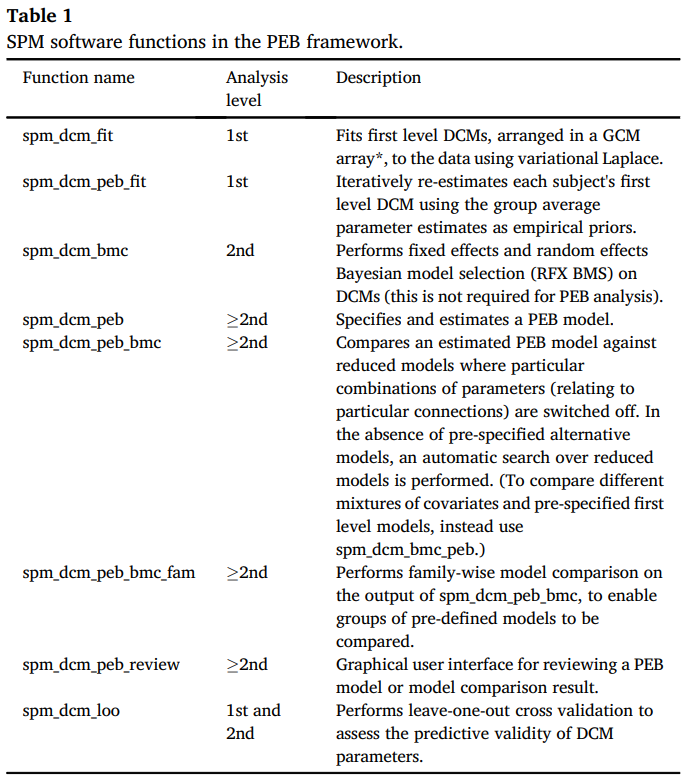 Table 1
SPM software functions in the PEB framework.
Function name Analysis level Description
spm_dcm_fit 1st Fits first level DCMs, arranged in a GCM
array*, to the data using variational Laplace.
spm_dcm_peb_fit 1st Iteratively re-estimates each subject's first
level DCM using the group average
parameter estimates as empirical priors.
spm_dcm_bmc 2nd Performs fixed effects and random effects
Bayesian model selection (RFX BMS) on
DCMs (this is not required for PEB analysis).
spm_dcm_peb ≥2nd Specifies and estimates a PEB model.
spm_dcm_peb_bmc ≥2nd Compares an estimated PEB model against
reduced models where particular
combinations of parameters (relating to
particular connections) are switched off. In
the absence of pre-specified alternative
models, an automatic search over reduced
models is performed. (To compare different
mixtures of covariates and pre-specified first
level models, instead use
spm_dcm_bmc_peb.)
spm_dcm_peb_bmc_fam ≥2nd Performs family-wise model comparison on
the output of spm_dcm_peb_bmc, to enable
groups of pre-defined models to be
compared.
spm_dcm_peb_review ≥2nd Graphical user interface for reviewing a PEB
model or model comparison result.
spm_dcm_loo 1st and 2nd Performs leave-one-out cross validation to
assess the predictive validity of DCM
parameters.